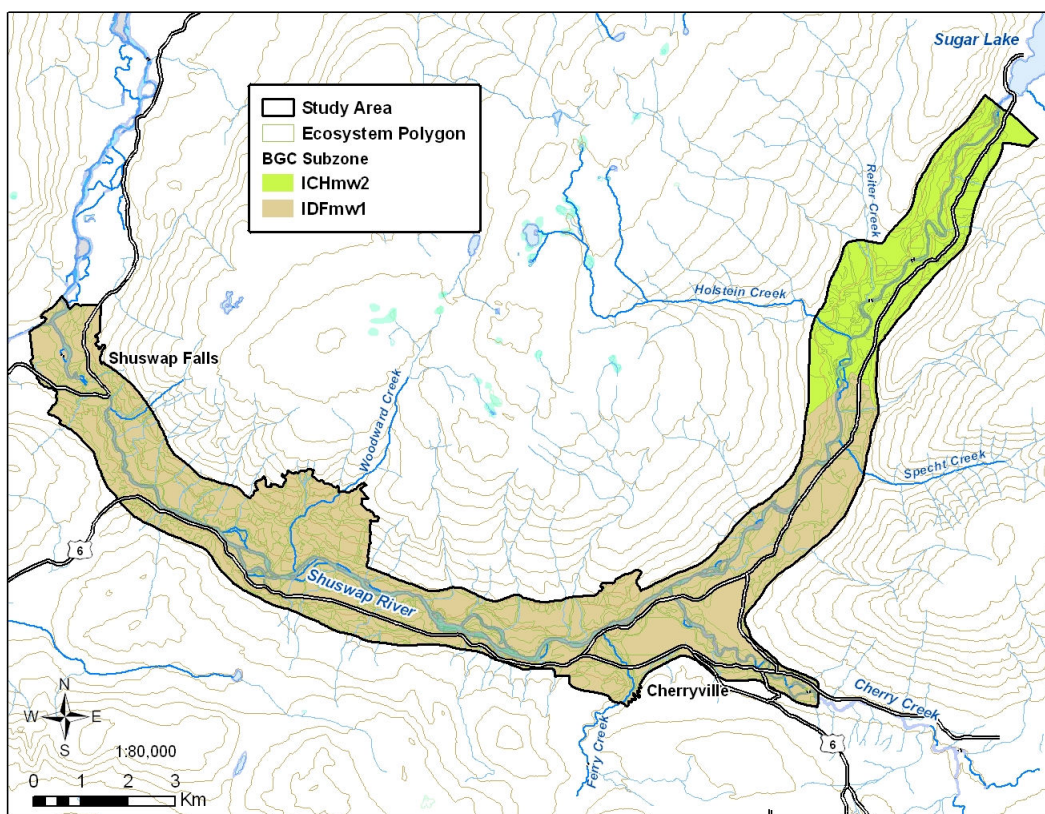 Sugar Lake
Study Area
Ecosystem Polygon
BGC Subzone
ICHmw2
IDFmw1
Reiter Creek
Holstein Creek
Shuswap Falls
Woodward Creek
Specht Creek
6
Shuswap River
Cherryville
Cherry Creek
Ferry Creek
6
N
W E
S
1:80,000
0 1 2 3
Km